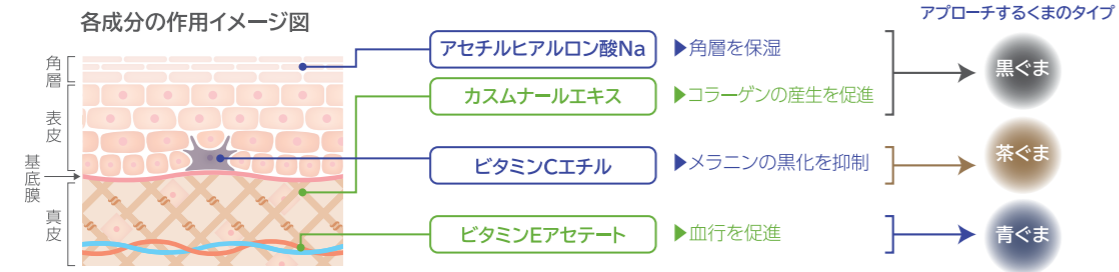 各成分の作用イメージ図
アプローチするくまのタイプ
角層
表皮
基底膜
真皮
アセチルヒアルロン酸Na
▶角層を保湿
カスムナールエキス
▶コラーゲンの産生を促進
黒ぐま
ビタミンCエチル
▶メラニンの黒化を抑制
茶ぐま
ビタミンEアセテート
▶血行を促進
青ぐま